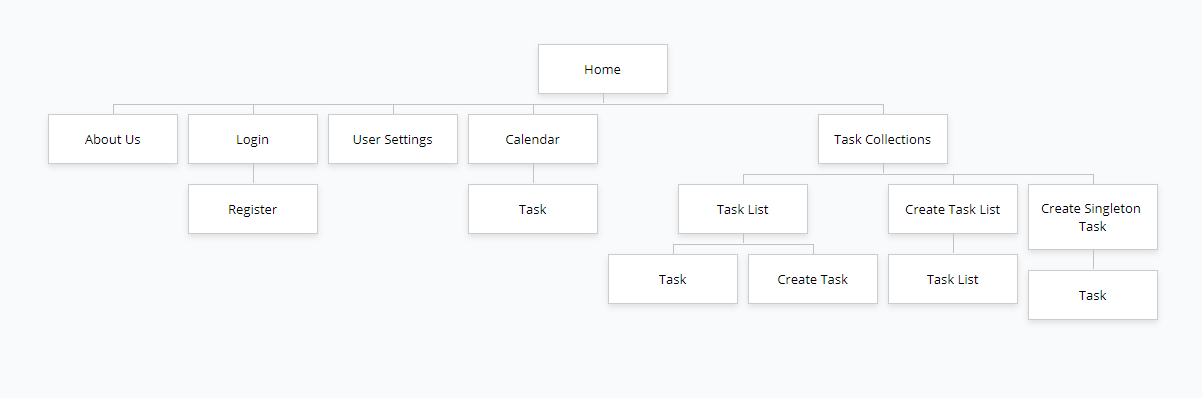 Home
About Us
Login
User Settings
Calendar
Task Collections
Register
Task
Task List
Create Task List
Create Singleton
Task
Task
Create Task
Task List
Task